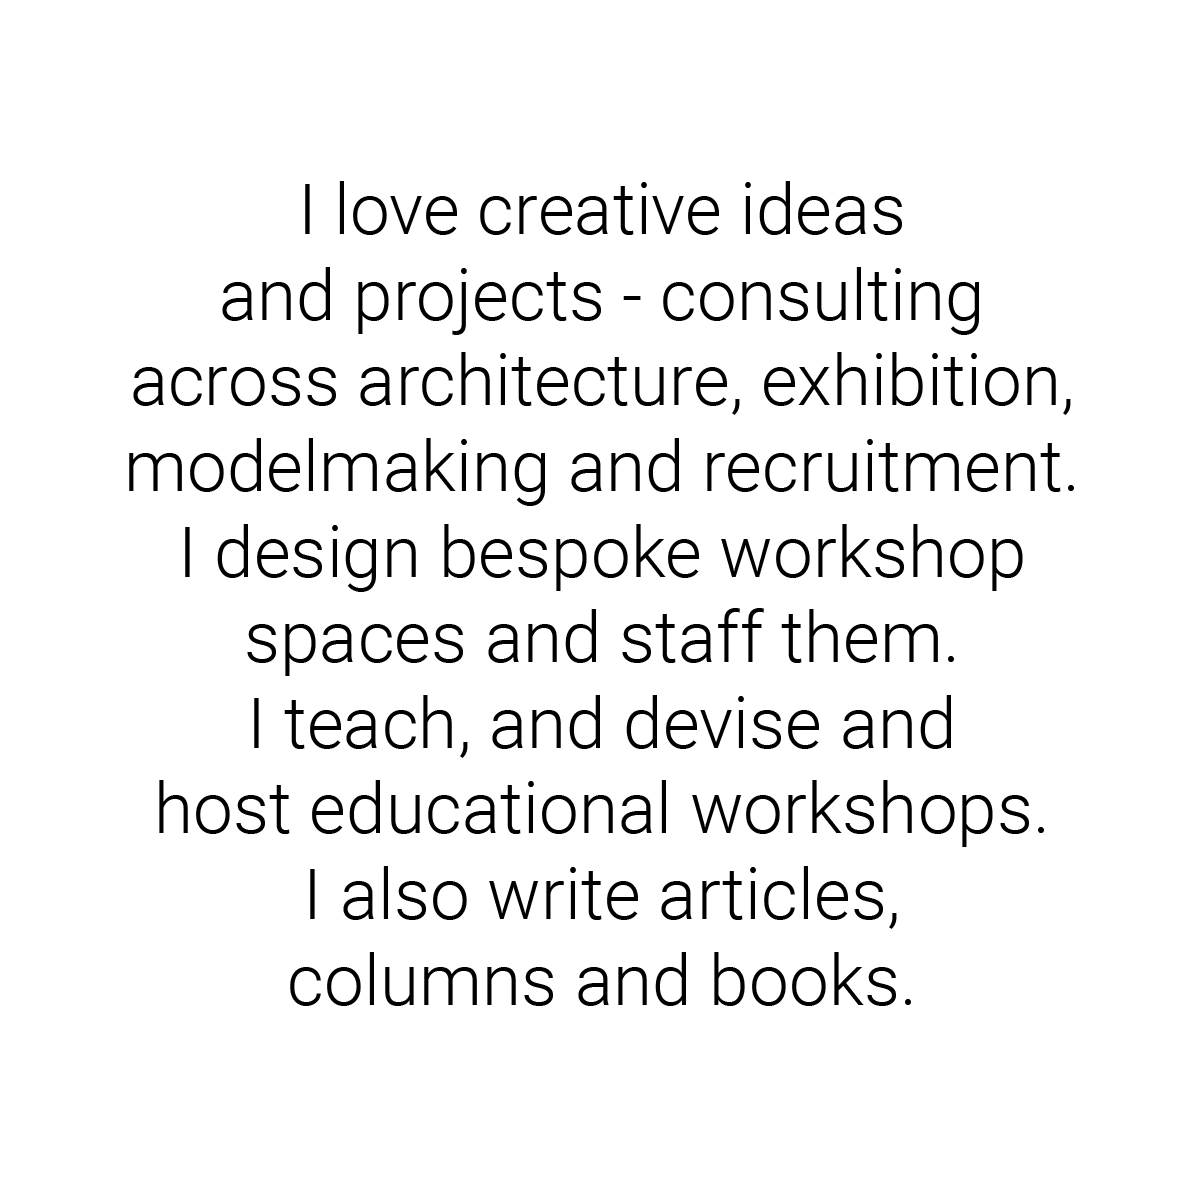 I love creative ideas
and projects - consulting
across architecture, exhibition,
modelmaking and recruitment.
I design bespoke workshop
spaces and staff them.
I teach, and devise and
host educational workshops.
I also write articles,
columns and books.